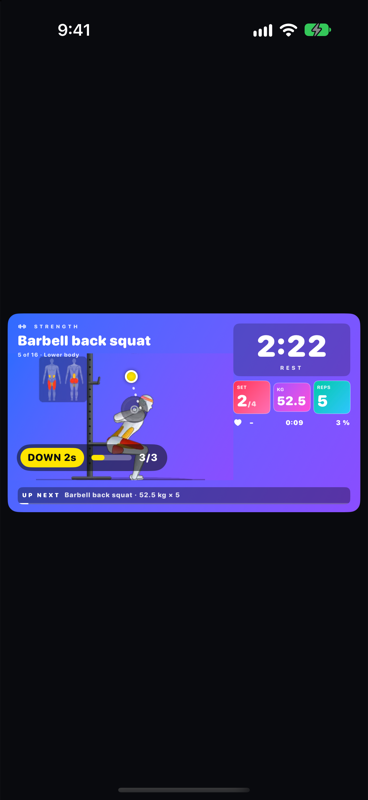 9:41
STRENGTH
Barbell back squat
5 of 16 · Lower body
2:22
REST
SET
2/4
KG
52.5
REPS
5
– 0:09 3 %
DOWN 2s 3/3
UP NEXT Barbell back squat · 52.5 kg × 5